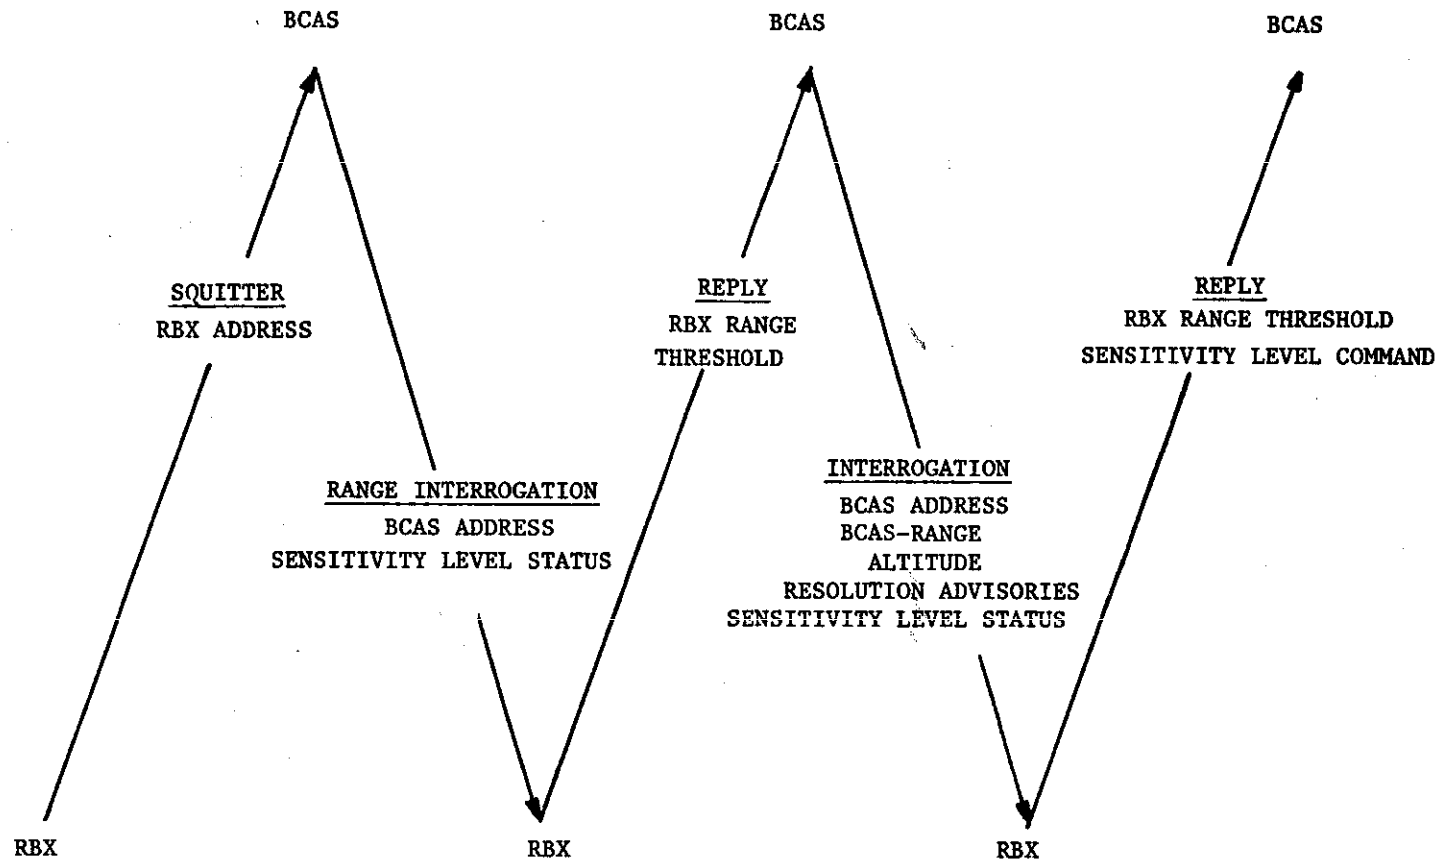 BCAS
BCAS
BCAS
SQUITTER
RBX ADDRESS
RANGE INTERROGATION
BCAS ADDRESS
SENSITIVITY LEVEL STATUS
REPLY
RBX RANGE
THRESHOLD
INTERROGATION
BCAS ADDRESS
BCAS-RANGE
ALTITUDE
RESOLUTION ADVISORIES
SENSITIVITY LEVEL STATUS
REPLY
RBX RANGE THRESHOLD
SENSITIVITY LEVEL COMMAND
RBX
RBX
RBX